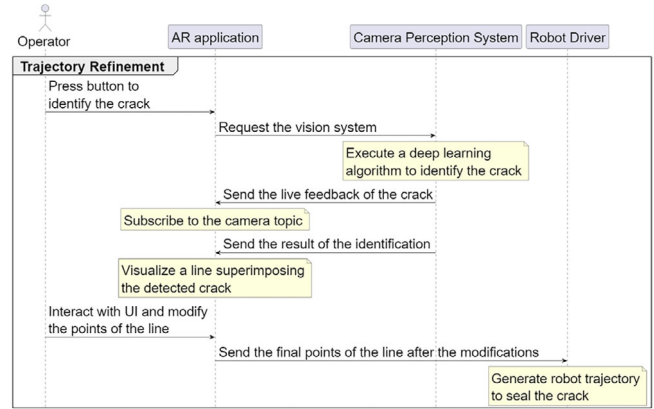 Operator
AR application
Camera Perception System
Robot Driver
Trajectory Refinement
Press button to
identify the crack
Request the vision system
Execute a deep learning
algorithm to identify the crack
Send the live feedback of the crack
Subscribe to the camera topic
Send the result of the identification
Visualize a line superimposing
the detected crack
Interact with UI and modify
the points of the line
Send the final points of the line after the modifications
Generate robot trajectory
to seal the crack